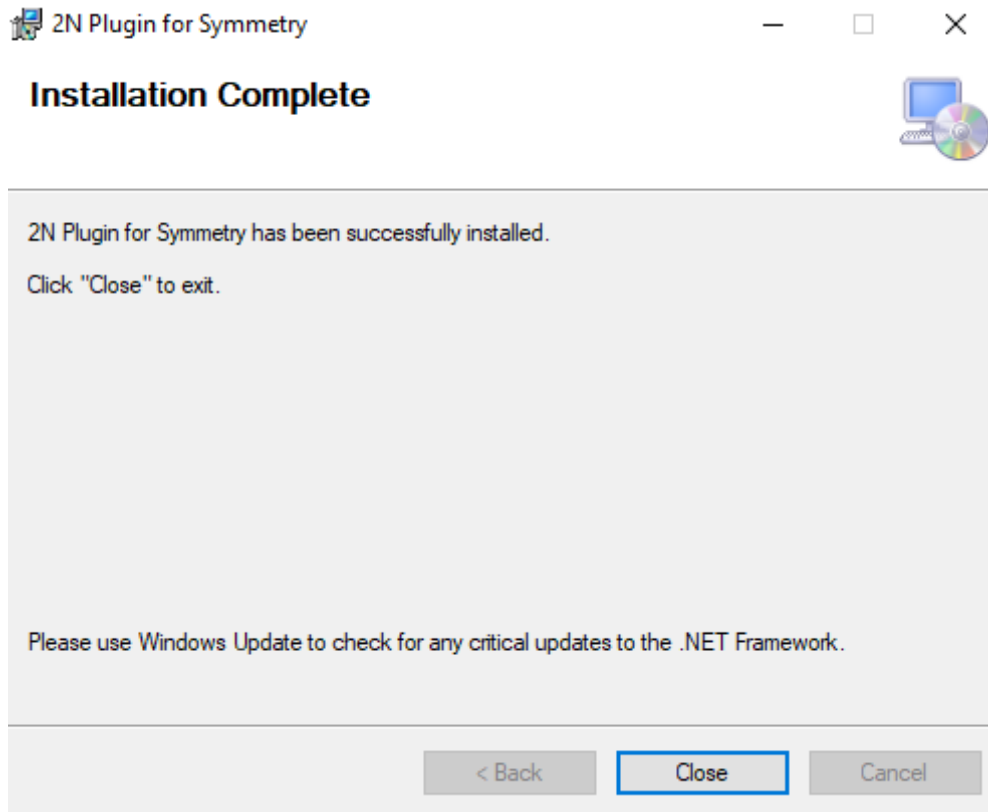 2N Plugin for Symmetry
Installation Complete
2N Plugin for Symmetry has been successfully installed.
Click "Close" to exit.
Please use Windows Update to check for any critical updates to the .NET Framework.
< Back
Close
Cancel